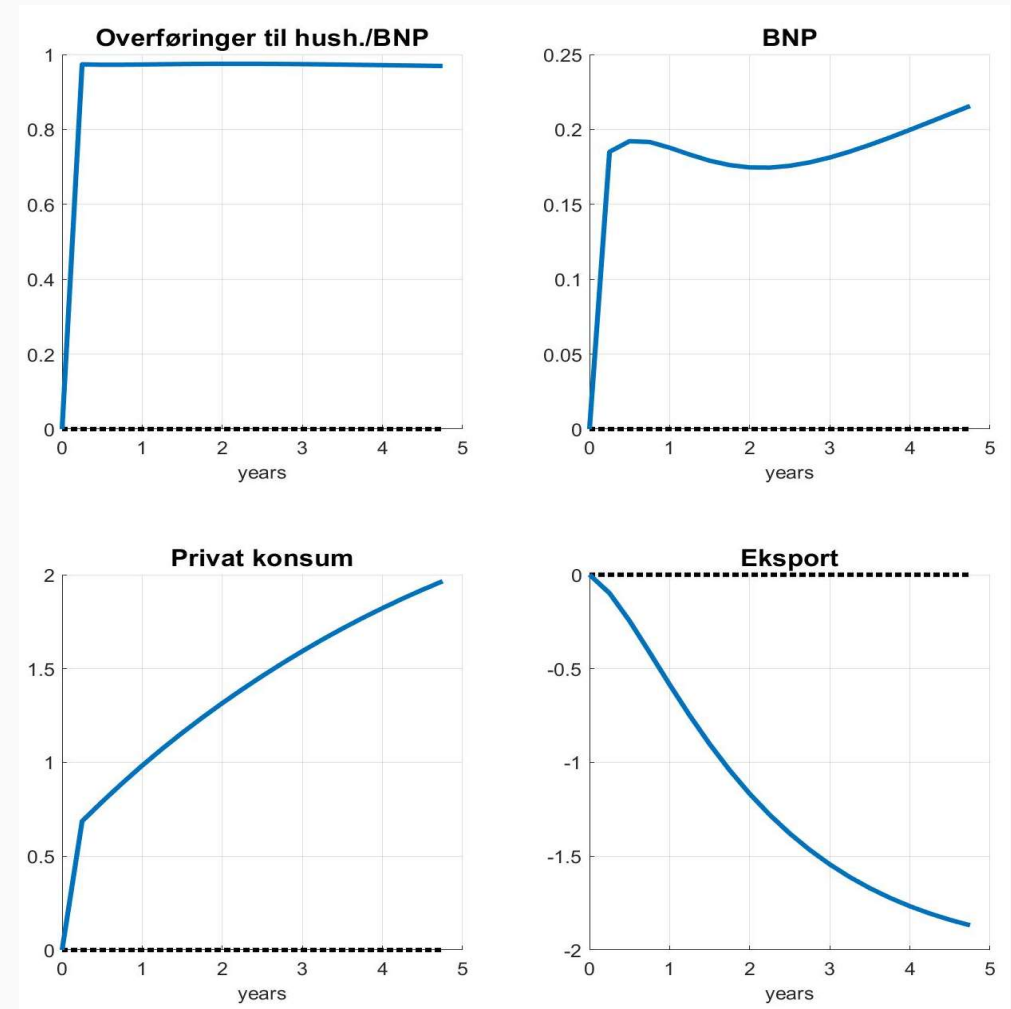 Overføringer til hush./BNP
1
0.8
0.6
0.4
0.2
0
0 1 2 3 4 5
years
BNP
0.25
0.2
0.15
0.1
0.05
0
0 1 2 3 4 5
years
Privat konsum
2
1.5
1
0.5
0
0 1 2 3 4 5
years
Eksport
0
-0.5
-1
-1.5
-2
0 1 2 3 4 5
years